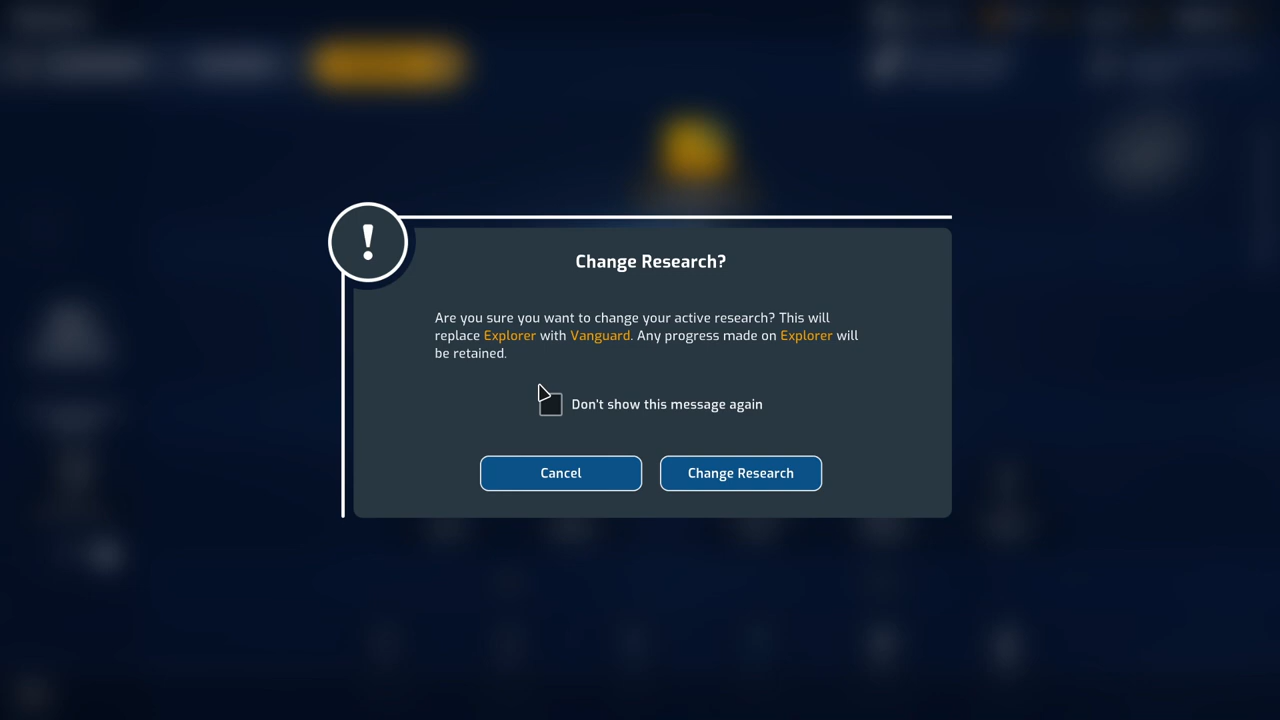 !
Change Research?
Are you sure you want to change your active research? This will
replace Explorer with Vanguard. Any progress made on Explorer will
be retained.
Don't show this message again
Cancel
Change Research